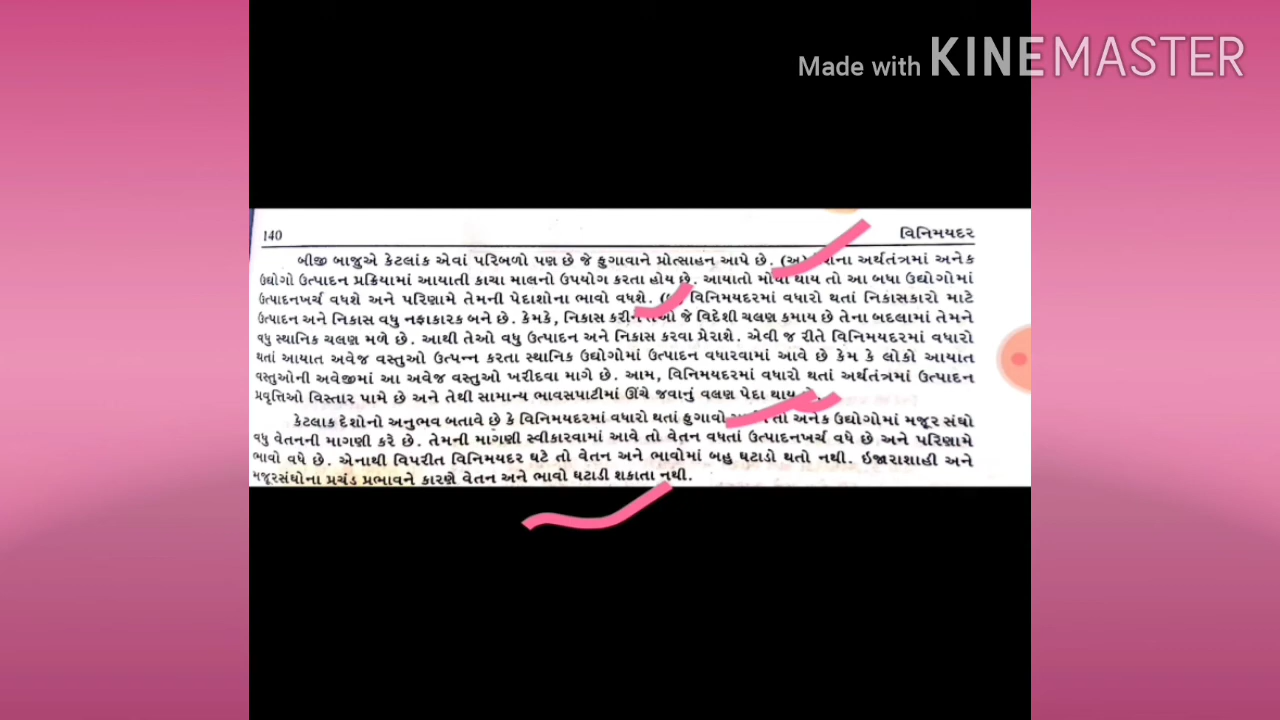 Made with KINEMASTER
140 વિનિમયદર
બીજી બાજુએ કેટલાંક એવાં પરિબળો પણ છે જે ફુગાવાને પ્રોત્સાહન આપે છે. અર્થતંત્રમાં અનેક
ઉદ્યોગો ઉત્પાદન પ્રક્રિયામાં આયાતી કાચા માલનો ઉપયોગ કરતા હોય છે. આયાતો મોંઘી થાય તો આ બધા ઉદ્યોગોમાં
ઉત્પાદનખર્ચ વધશે અને પરિણામે તેમની પેદાશોના ભાવો વધશે. વિનિમયદરમાં વધારો થતાં નિકાસકારો માટે
ઉત્પાદન અને નિકાસ વધુ નફાકારક બને છે. કેમકે, નિકાસ કરીને તેઓ જે વિદેશી ચલણ કમાય છે તેના બદલામાં તેમને
વધુ સ્થાનિક ચલણ મળે છે. આથી તેઓ વધુ ઉત્પાદન અને નિકાસ કરવા પ્રેરાશે. એવી જ રીતે વિનિમયદરમાં વધારો
થતાં આયાત અવેજ વસ્તુઓ ઉત્પન્ન કરતા સ્થાનિક ઉદ્યોગોમાં ઉત્પાદન વધારવામાં આવે છે કેમ કે લોકો આયાત
વસ્તુઓની અવેજીમાં આ અવેજ વસ્તુઓ ખરીદવા માગે છે. આમ, વિનિમયદરમાં વધારો થતાં અર્થતંત્રમાં ઉત્પાદન
પ્રવૃત્તિઓ વિસ્તાર પામે છે અને તેથી સામાન્ય ભાવસપાટીમાં ઊંચે જવાનું વલણ પેદા થાય છે.
કેટલાક દેશોનો અનુભવ બતાવે છે કે વિનિમયદરમાં વધારો થતાં ફુગાવો તો અનેક ઉદ્યોગોમાં મજૂર સંઘો
વધુ વેતનની માગણી કરે છે. તેમની માગણી સ્વીકારવામાં આવે તો વેતન વધતાં ઉત્પાદનખર્ચ વધે છે અને પરિણામે
ભાવો વધે છે. એનાથી વિપરીત વિનિમયદર ઘટે તો વેતન અને ભાવોમાં બહુ ઘટાડો થતો નથી. ઇજારાશાહી અને
મજૂરસંઘોના પ્રચંડ પ્રભાવને કારણે વેતન અને ભાવો ઘટાડી શકાતા નથી.